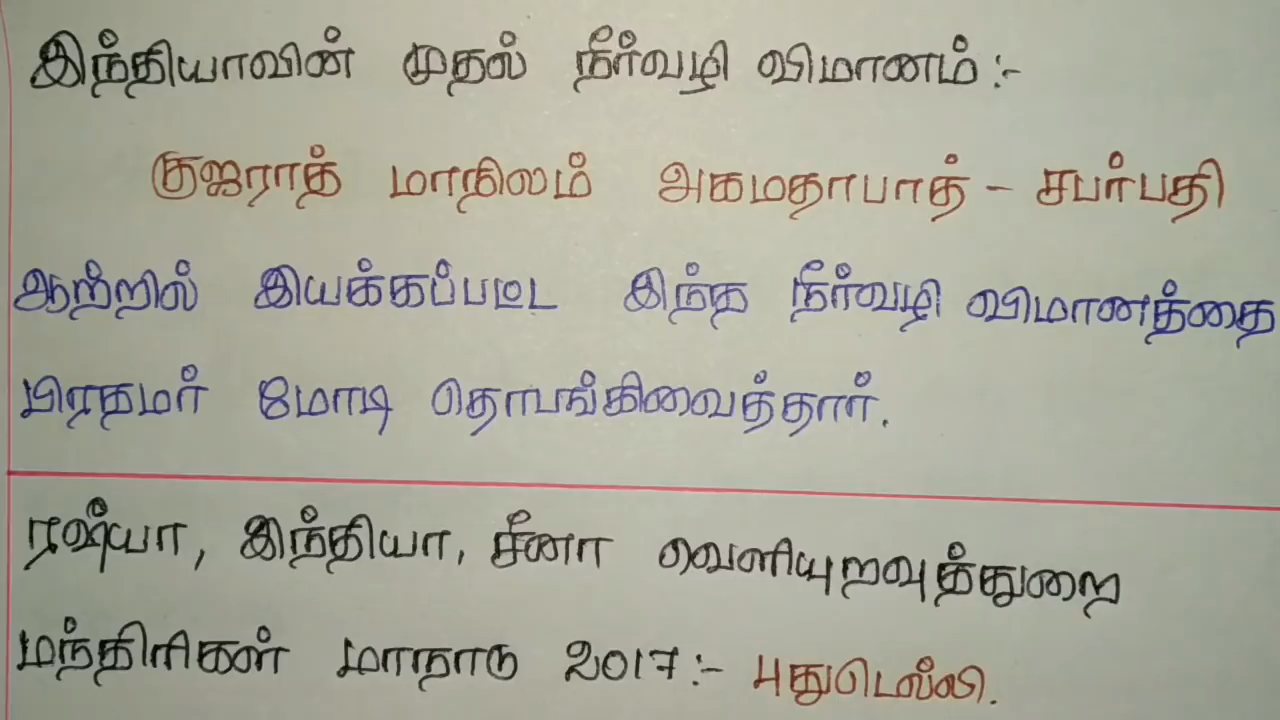 இந்தியாவின் முதல் நீர்வழி விமானம் :-
குஜராத் மாநிலம் அகமதாபாத் - சபர்பதி
ஆற்றில் இயக்கப்பட்ட இந்த நீர்வழி விமானத்தை
பிரதமர் மோடி தொடங்கிவைத்தார்.
ரஷ்யா, இந்தியா, சீனா வெளியுறவுத்துறை
மந்திரிகள் மாநாடு 2017:- புதுடெல்லி.